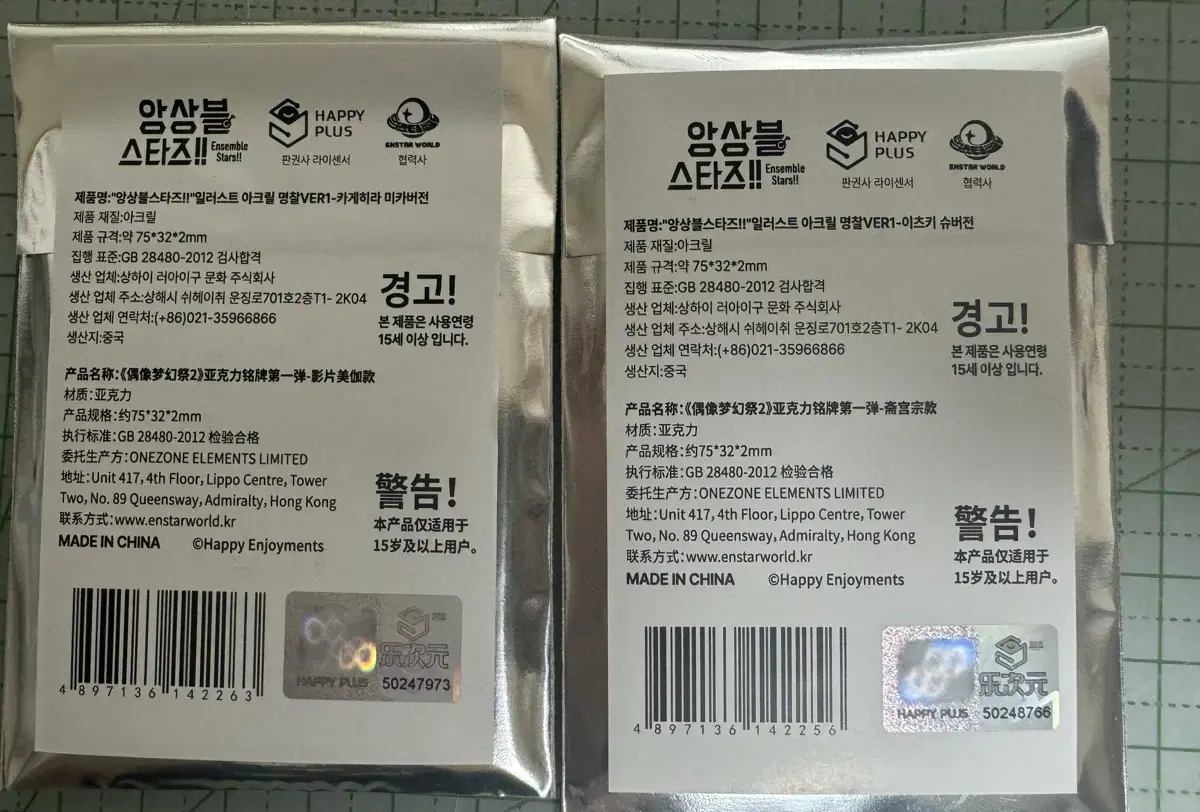 앙상블
스타즈!! Ensemble Stars!!
HAPPY PLUS
판권사 라이센서
ENSTAR WORLD
협력사
제품명:"앙상블스타즈!!"일러스트 아크릴 명찰VER1-카게히라 미카버전
제품 재질:아크릴
제품 규격:약 75*32*2mm
집행 표준:GB 28480-2012 검사합격
생산 업체:상하이 러아이구 문화 주식회사
생산 업체 주소:상해시 쉬헤이취 운징로701호2층T1- 2K04
생산 업체 연락처:(+86)021-35966866
생산지:중국
경고!
본 제품은 사용연령
15세 이상 입니다.
产品名称:《偶像梦幻祭2》亚克力铭牌第一弹-影片美伽款
材质:亚克力
产品规格:约75*32*2mm
执行标准:GB 28480-2012 检验合格
委托生产方:ONEZONE ELEMENTS LIMITED
地址:Unit 417, 4th Floor, Lippo Centre, Tower
Two, No. 89 Queensway, Admiralty, Hong Kong
联系方式:www.enstarworld.kr
MADE IN CHINA ©Happy Enjoyments
警告!
本产品仅适用于
15岁及以上用户。
4 897136 142263
乐次元
HAPPY PLUS 50247973
앙상블
스타즈!! Ensemble Stars!!
HAPPY PLUS
판권사 라이센서
ENSTAR WORLD
협력사
제품명:"앙상블스타즈!!"일러스트 아크릴 명찰VER1-이츠키 슈버전
제품 재질:아크릴
제품 규격:약 75*32*2mm
집행 표준:GB 28480-2012 검사합격
생산 업체:상하이 러아이구 문화 주식회사
생산 업체 주소:상해시 쉬헤이취 운징로701호2층T1- 2K04
생산 업체 연락처:(+86)021-35966866
생산지:중국
경고!
본 제품은 사용연령
15세 이상 입니다.
产品名称:《偶像梦幻祭2》亚克力铭牌第一弹-斋宫宗款
材质:亚克力
产品规格:约75*32*2mm
执行标准:GB 28480-2012 检验合格
委托生产方:ONEZONE ELEMENTS LIMITED
地址:Unit 417, 4th Floor, Lippo Centre, Tower
Two, No. 89 Queensway, Admiralty, Hong Kong
联系方式:www.enstarworld.kr
MADE IN CHINA ©Happy Enjoyments
警告!
本产品仅适用于
15岁及以上用户。
4 897136 142256
乐次元
HAPPY PLUS 50248766